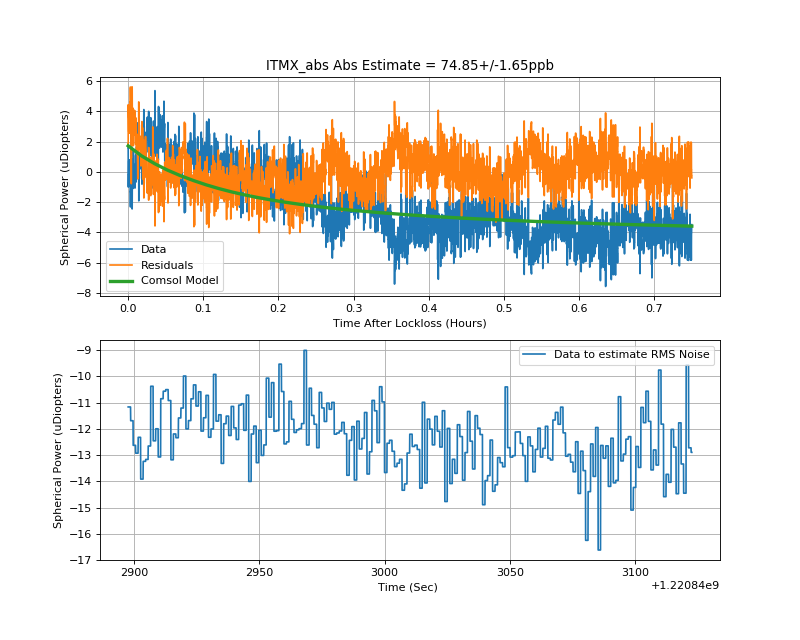 ITMX_abs Abs Estimate = 74.85+/-1.65ppb
6
4
2
0
−2
−4
−6
−8
Spherical Power (uDiopters)
Data
Residuals
Comsol Model
0.0 0.1 0.2 0.3 0.4 0.5 0.6 0.7
Time After Lockloss (Hours)
−9
−10
−11
−12
−13
−14
−15
−16
−17
Spherical Power (uDiopters)
Data to estimate RMS Noise
2900 2950 3000 3050 3100
Time (Sec)
+1.22084e9